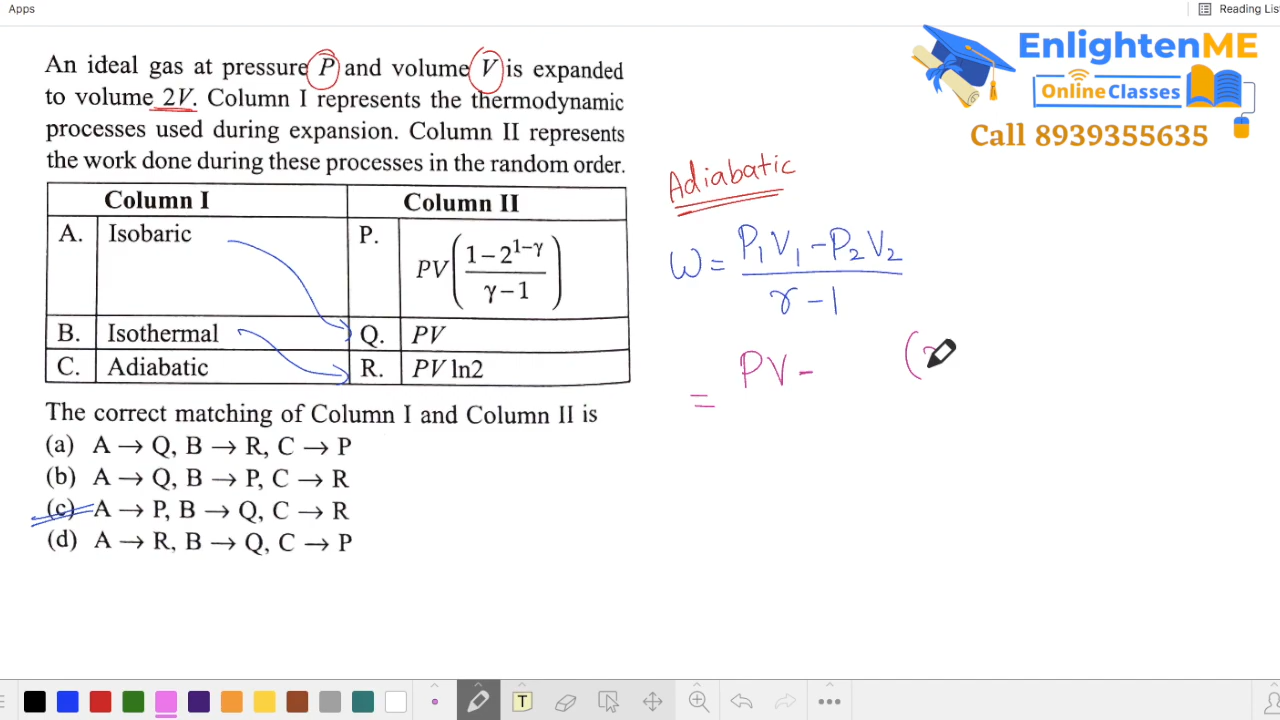 Apps
Reading Lis
An ideal gas at pressure P and volume V is expanded
to volume 2V. Column I represents the thermodynamic
processes used during expansion. Column II represents
the work done during these processes in the random order.
Column I Column II
A. Isobaric P. PV(1−2^{1−γ}/γ−1)
B. Isothermal Q. PV
C. Adiabatic R. PV ln2
The correct matching of Column I and Column II is
(a) A → Q, B → R, C → P
(b) A → Q, B → P, C → R
(c) A → P, B → Q, C → R
(d) A → R, B → Q, C → P
EnlightenME
OnlineClasses
Call 8939355635
Adiabatic
W = P₁V₁ − P₂V₂
γ − 1
= PV − (
T